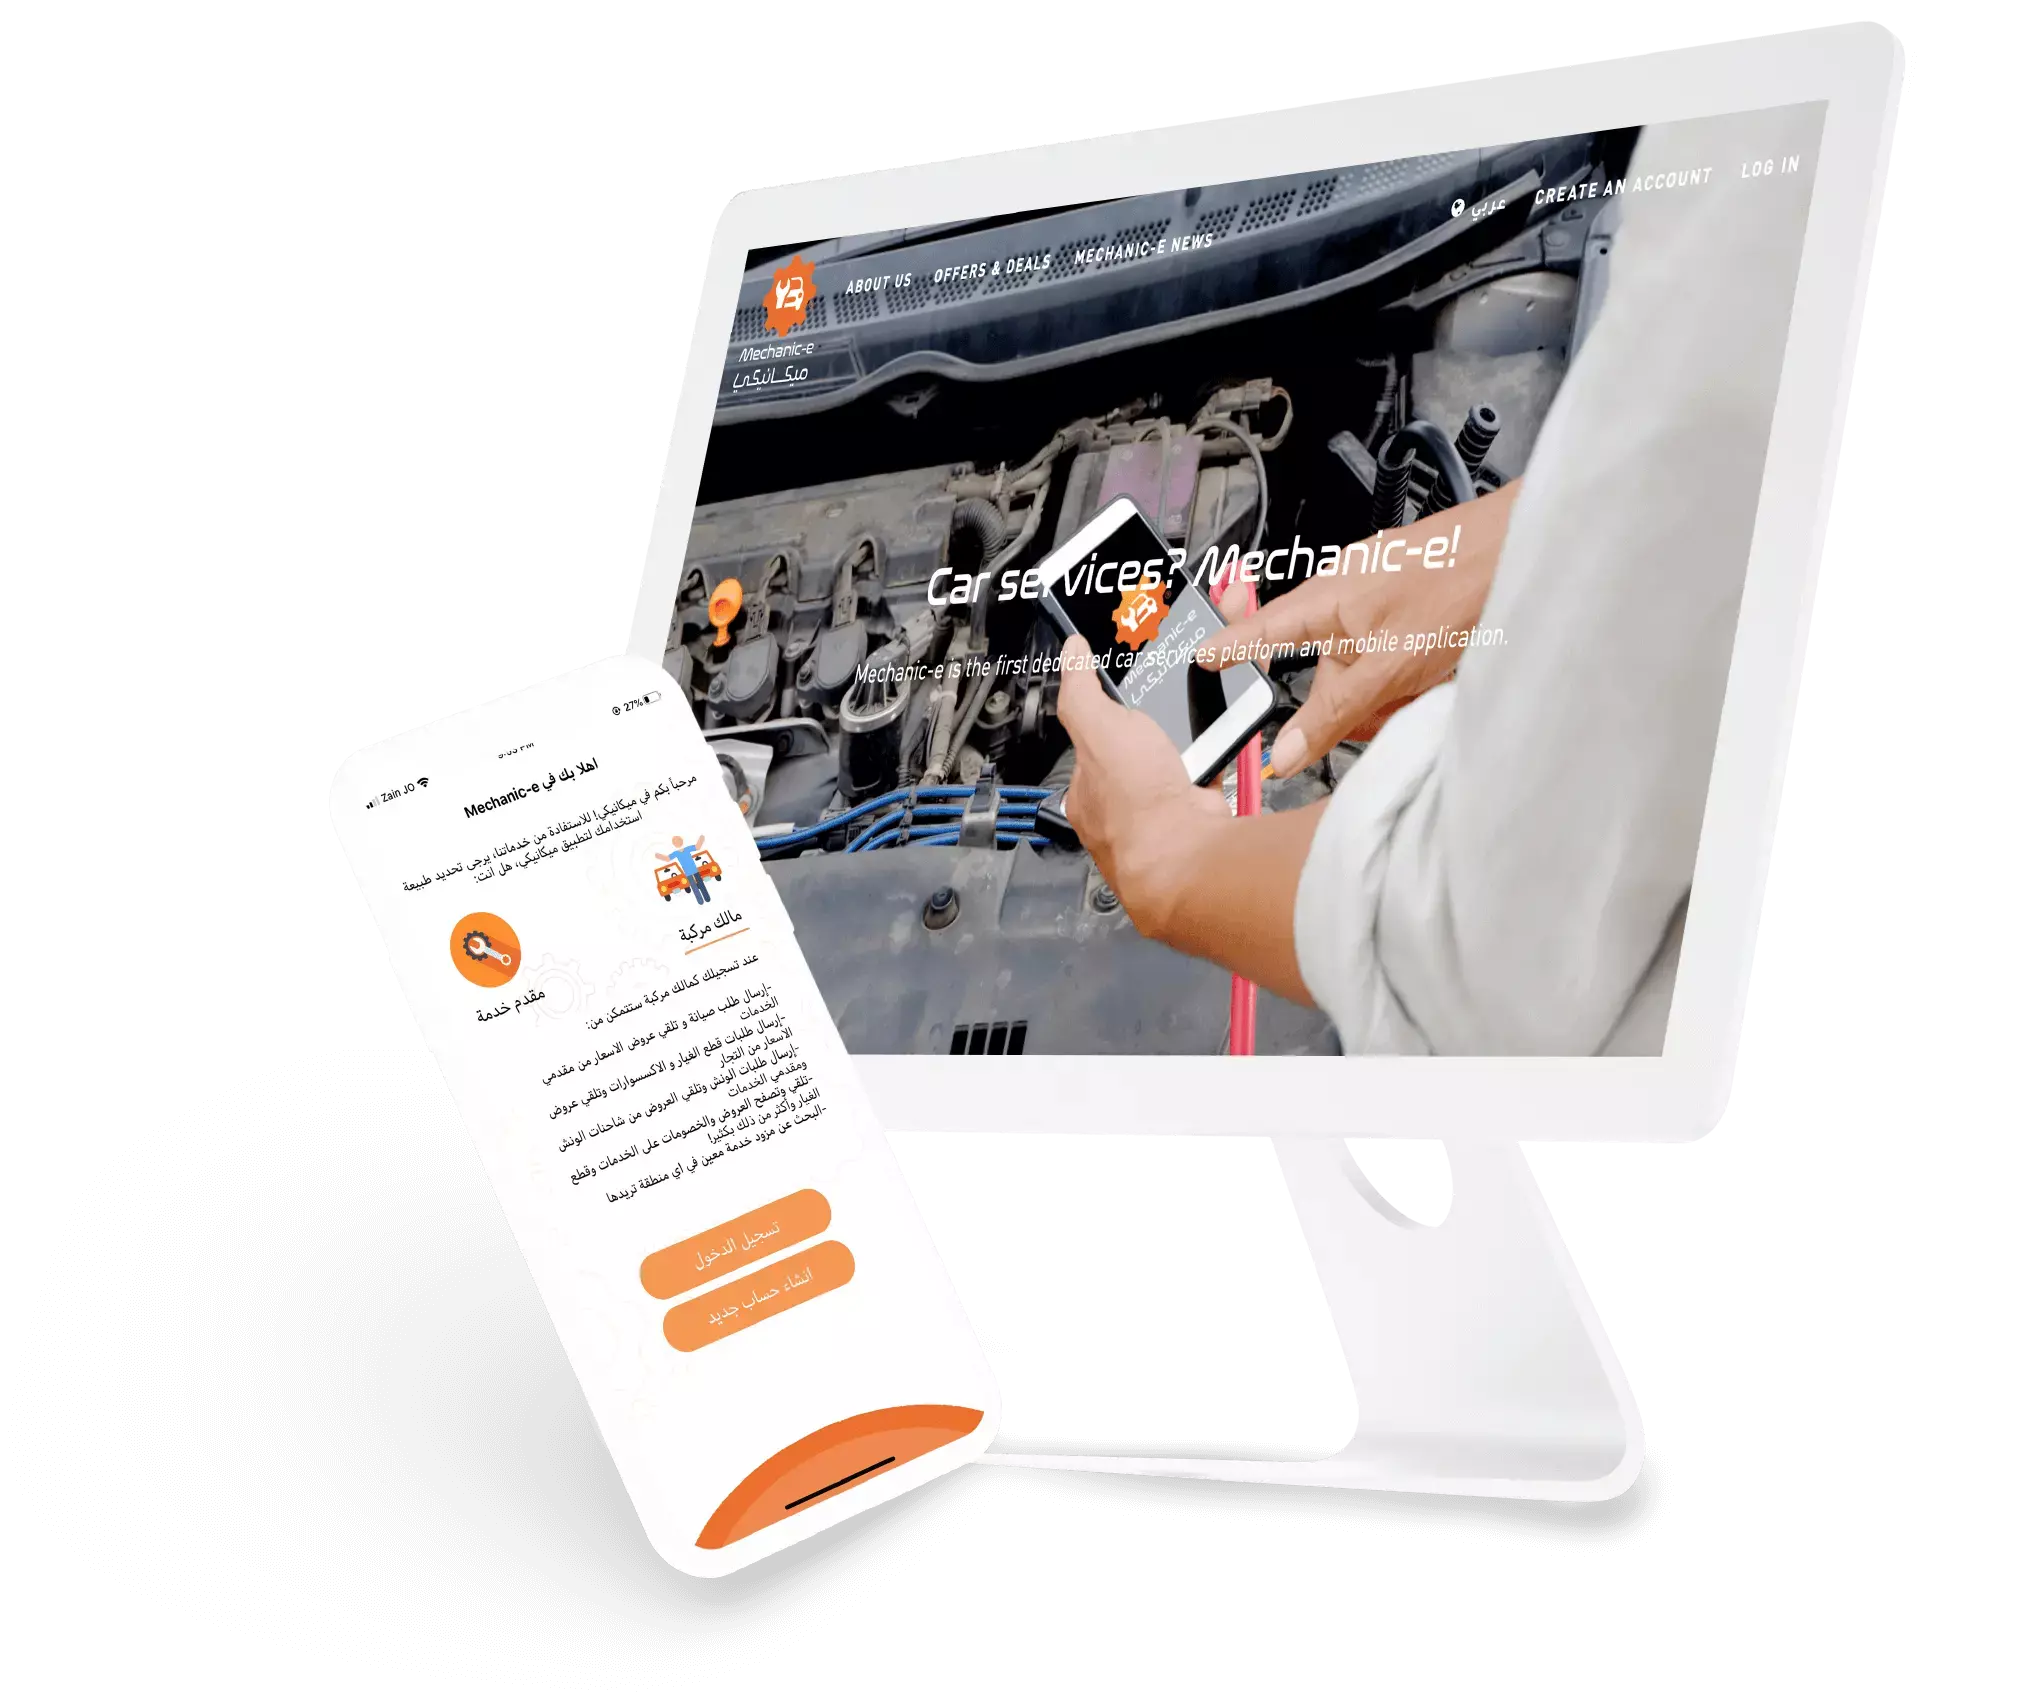 ABOUT US
OFFERS & DEALS
MECHANIC-E NEWS
عربي
CREATE AN ACCOUNT
LOG IN
Mechanic-e
ميكانيكي
Car services? Mechanic-e!
Mechanic-e is the first dedicated car services platform and mobile application.
Mechanic-e
ميكانيكي
Zain JO
27%
اهلا بك في Mechanic-e
مرحباً بكم في ميكانيكي! للاستفادة من خدماتنا، يرجى تحديد طبيعة
استخدامك لتطبيق ميكانيكي، هل انت:
مالك مركبة
مقدم خدمة
عند تسجيلك كمالك مركبة ستتمكن من:
-إرسال طلب صيانة و تلقي عروض الاسعار من مقدمي
الخدمات
-إرسال طلبات قطع الغيار و الاكسسوارات وتلقي عروض
الاسعار من التجار
-إرسال طلبات الونش وتلقي العروض من شاحنات الونش
ومقدمي الخدمات
-تلقي وتصفح العروض والخصومات على الخدمات وقطع
الغيار وأكثر من ذلك بكثير!
-البحث عن مزود خدمة معين في اي منطقة تريدها
تسجيل الدخول
انشاء حساب جديد